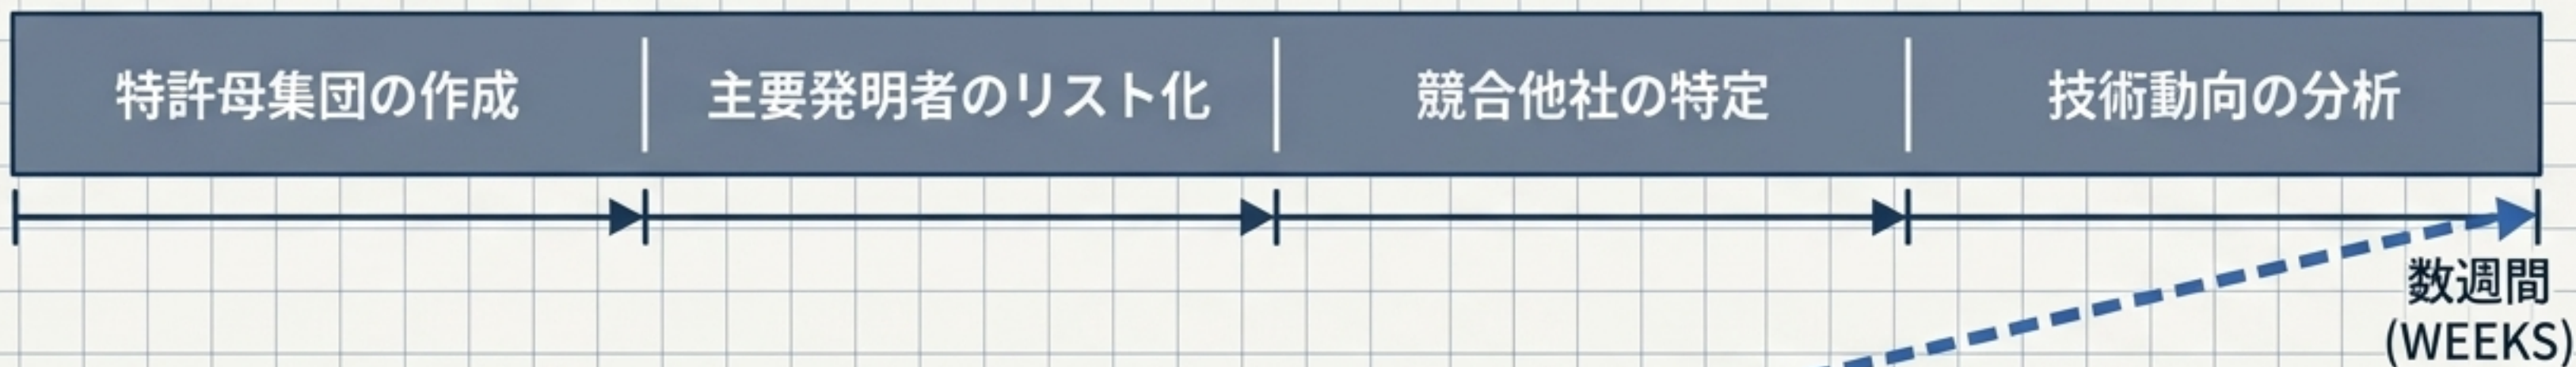 特許母集団の作成
主要発明者のリスト化
競合他社の特定
技術動向の分析
数週間
(WEEKS)